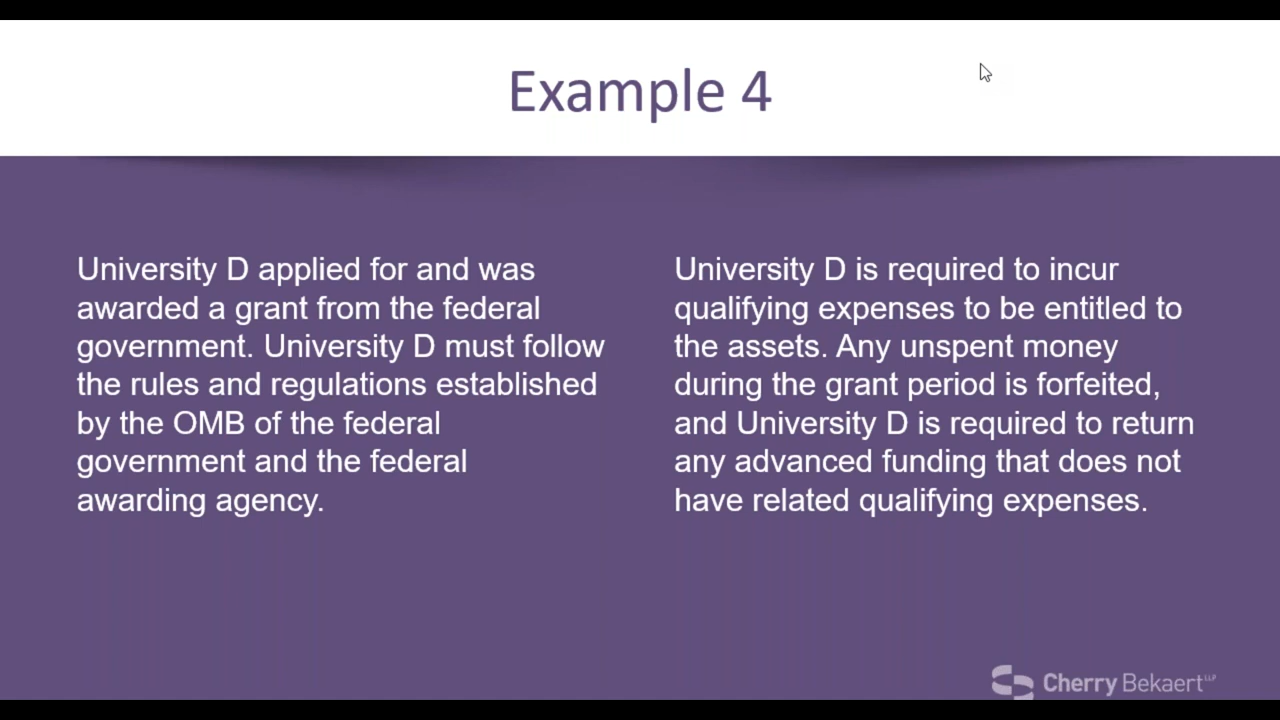 Example 4
University D applied for and was
awarded a grant from the federal
government. University D must follow
the rules and regulations established
by the OMB of the federal
government and the federal
awarding agency.
University D is required to incur
qualifying expenses to be entitled to
the assets. Any unspent money
during the grant period is forfeited,
and University D is required to return
any advanced funding that does not
have related qualifying expenses.
Cherry Bekaert LLP